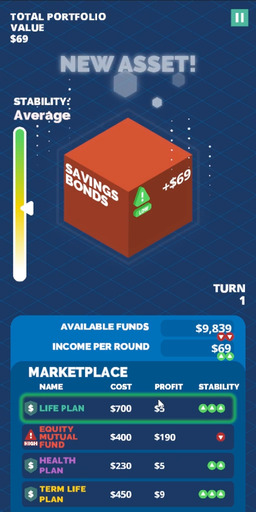 TOTAL PORTFOLIO
VALUE
$69
NEW ASSET!
STABILITY:
Average
SAVINGS
BONDS
LOW
+$69
TURN
1
AVAILABLE FUNDS $9,839
INCOME PER ROUND $69
MARKETPLACE
NAME COST PROFIT STABILITY
LIFE PLAN $700 $5
EQUITY
MUTUAL
FUND $400 $190
HIGH
HEALTH
PLAN $230 $5
TERM LIFE
PLAN $450 $9